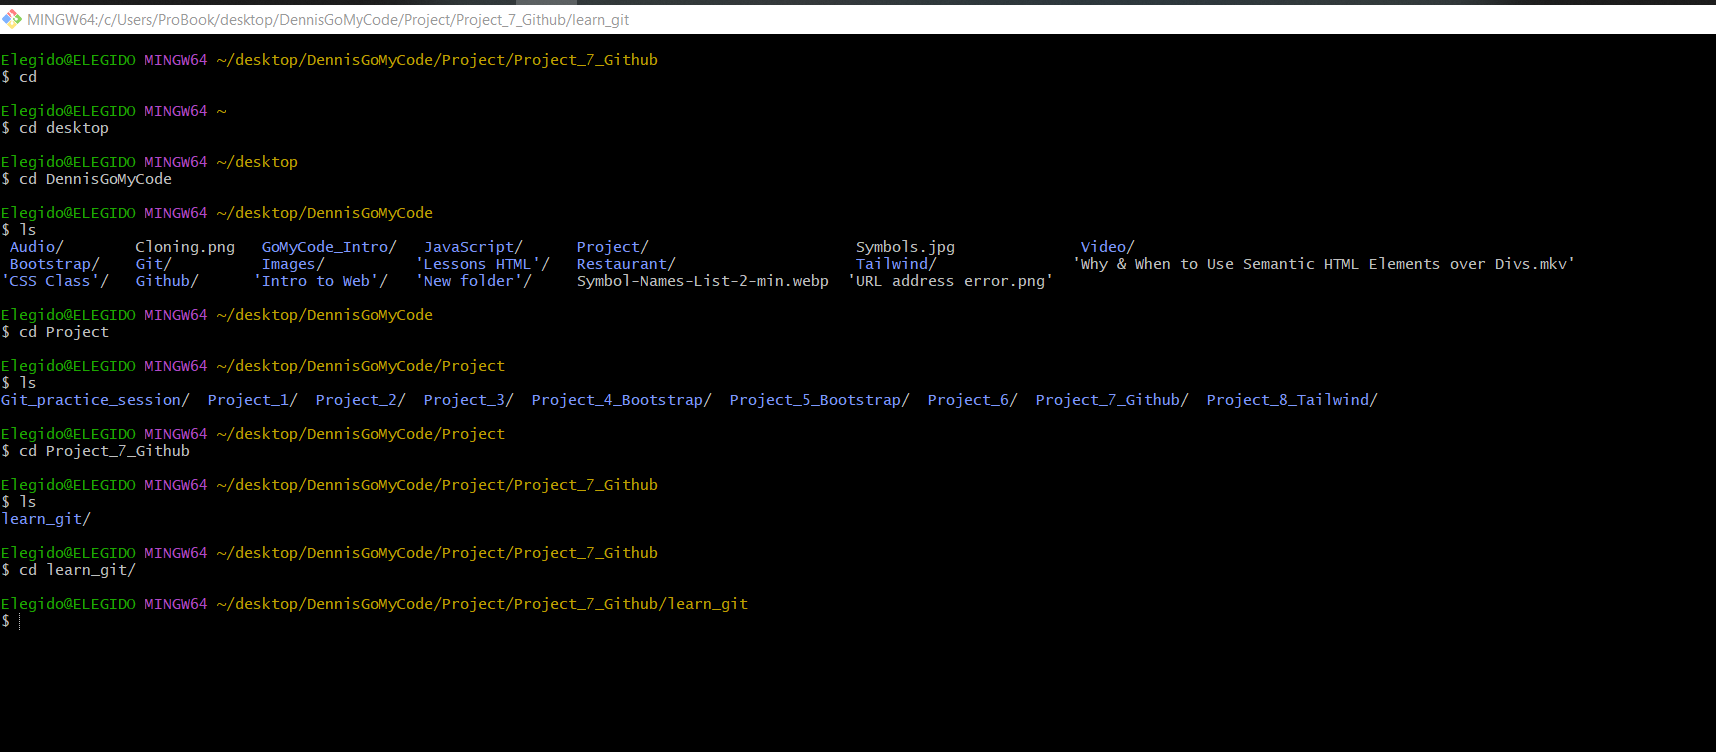 MINGW64:/c/Users/ProBook/desktop/DennisGoMyCode/Project/Project_7_Github/learn_git
Elegido@ELEGIDO MINGW64 ~/desktop/DennisGoMyCode/Project/Project_7_Github
$ cd
Elegido@ELEGIDO MINGW64 ~
$ cd desktop
Elegido@ELEGIDO MINGW64 ~/desktop
$ cd DennisGoMyCode
Elegido@ELEGIDO MINGW64 ~/desktop/DennisGoMyCode
$ ls
Audio/ Cloning.png GoMyCode_Intro/ JavaScript/ Project/ Symbols.jpg Video/
Bootstrap/ Git/ Images/ 'Lessons HTML'/ Restaurant/ Tailwind/ 'Why & When to Use Semantic HTML Elements over Divs.mkv'
'CSS Class'/ Github/ 'Intro to Web'/ 'New folder'/ Symbol-Names-List-2-min.webp 'URL address error.png'
Elegido@ELEGIDO MINGW64 ~/desktop/DennisGoMyCode
$ cd Project
Elegido@ELEGIDO MINGW64 ~/desktop/DennisGoMyCode/Project
$ ls
Git_practice_session/ Project_1/ Project_2/ Project_3/ Project_4_Bootstrap/ Project_5_Bootstrap/ Project_6/ Project_7_Github/ Project_8_Tailwind/
Elegido@ELEGIDO MINGW64 ~/desktop/DennisGoMyCode/Project
$ cd Project_7_Github
Elegido@ELEGIDO MINGW64 ~/desktop/DennisGoMyCode/Project/Project_7_Github
$ ls
learn_git/
Elegido@ELEGIDO MINGW64 ~/desktop/DennisGoMyCode/Project/Project_7_Github
$ cd learn_git/
Elegido@ELEGIDO MINGW64 ~/desktop/DennisGoMyCode/Project/Project_7_Github/learn_git
$